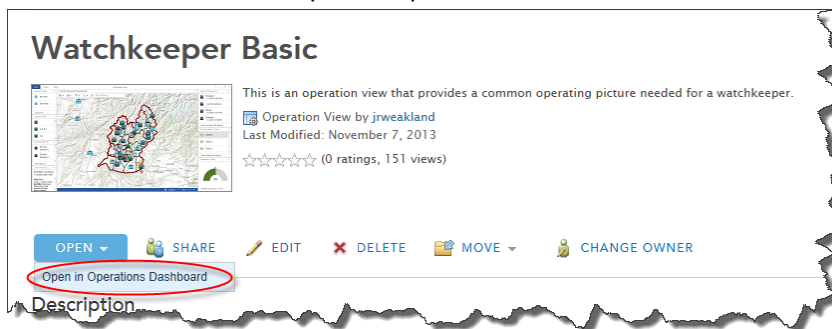 Watchkeeper Basic
This is an operation view that provides a common operating picture needed for a watchkeeper.
Operation View by jrweakland
Last Modified: November 7, 2013
(0 ratings, 151 views)
OPEN SHARE EDIT DELETE MOVE CHANGE OWNER
Open in Operations Dashboard
Description